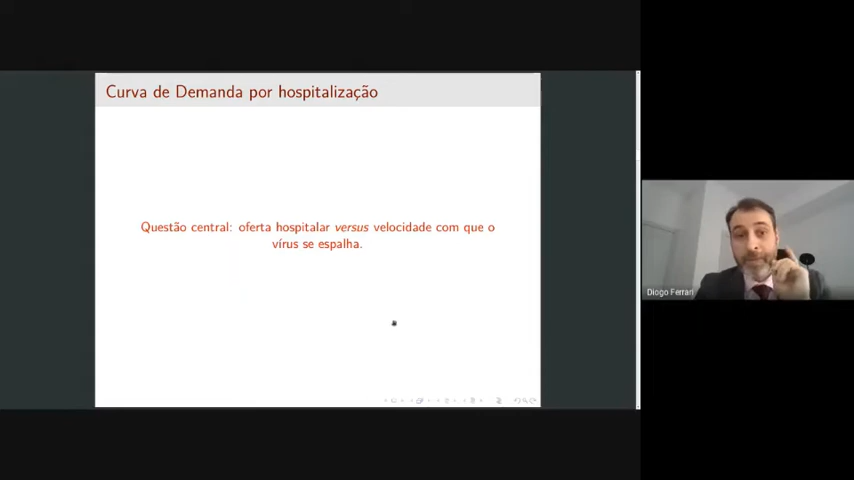 Curva de Demanda por hospitalização
Questão central: oferta hospitalar versus velocidade com que o
vírus se espalha.
Diogo Ferrari